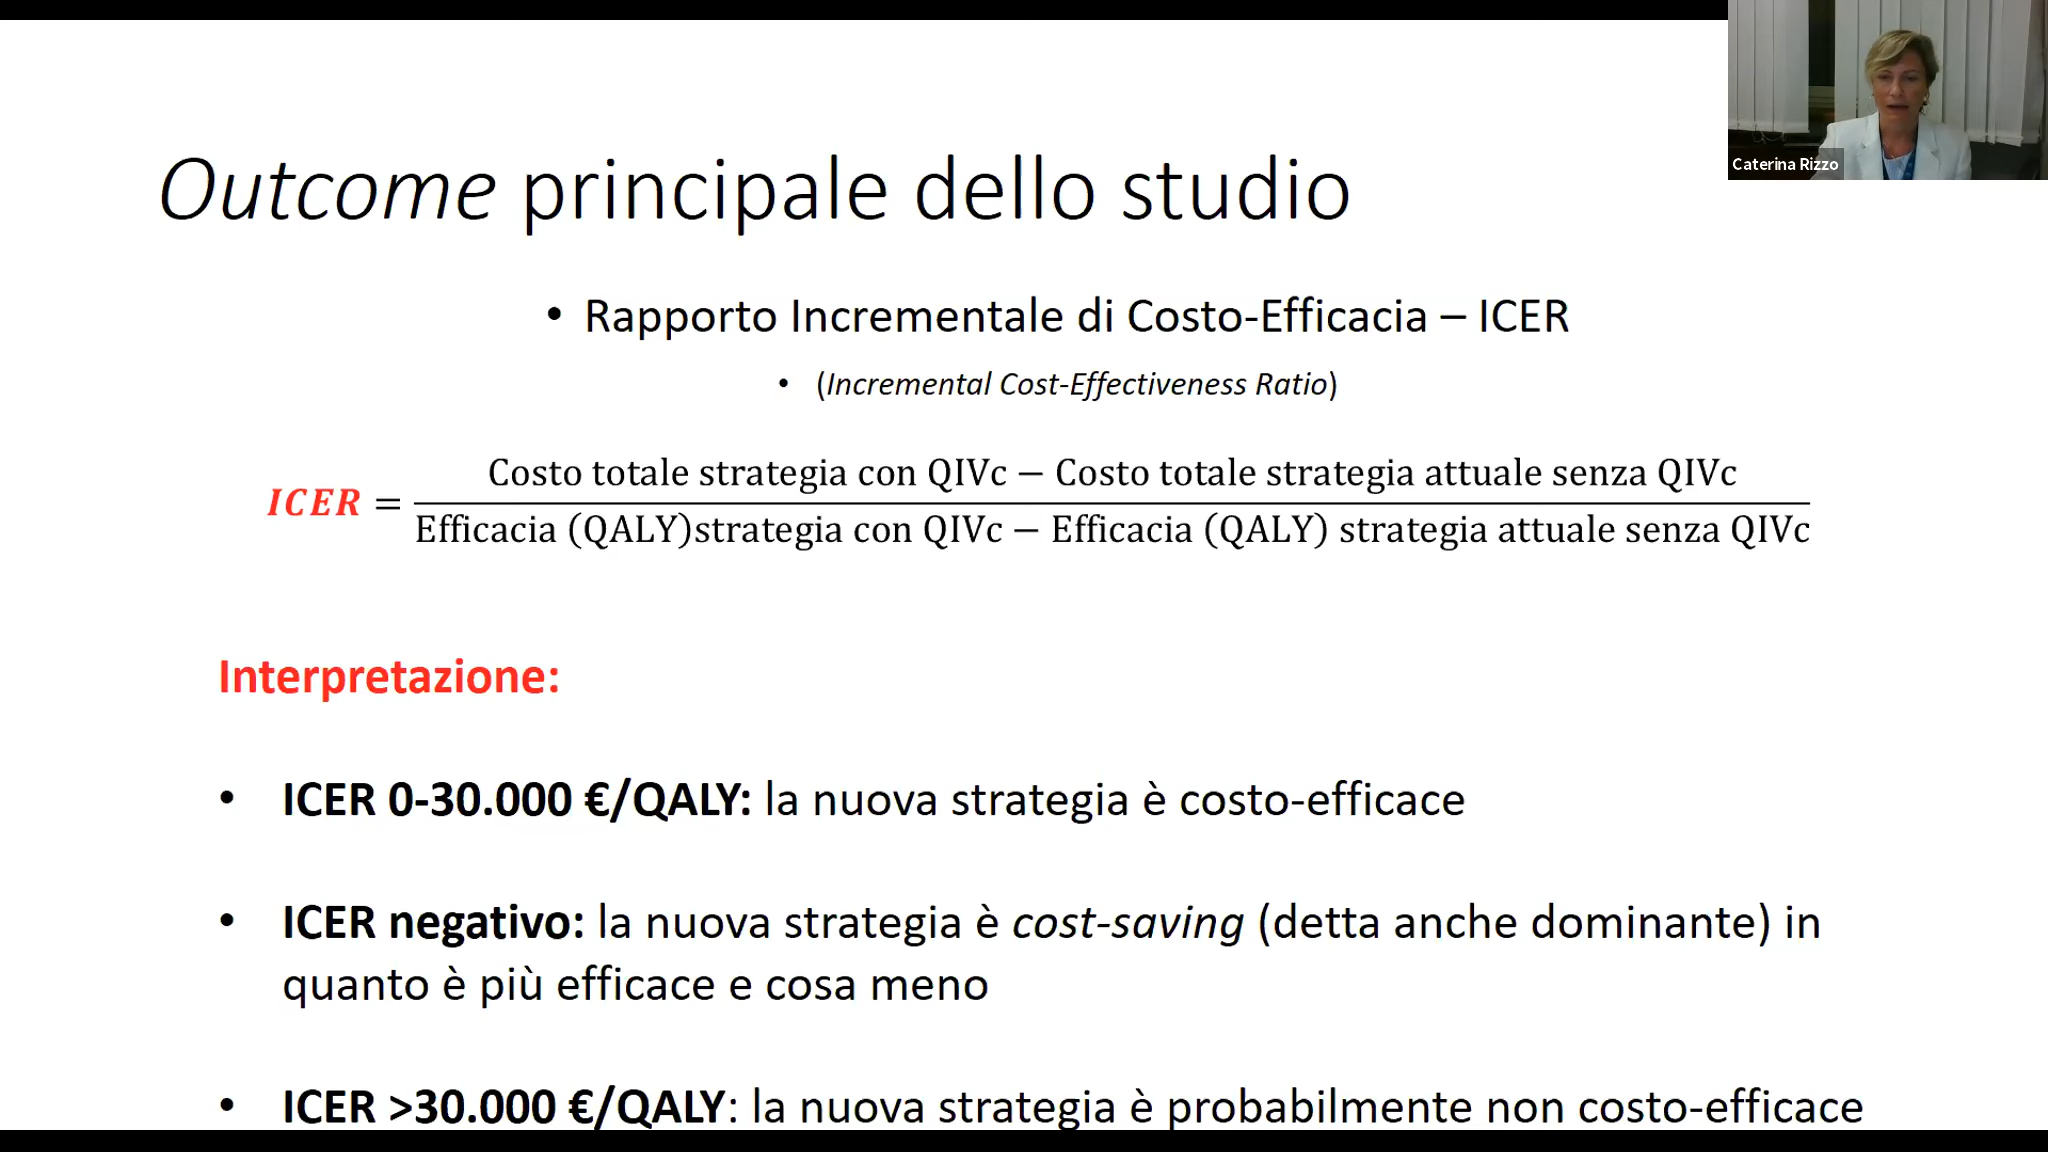 Caterina Rizzo
Outcome principale dello studio
• Rapporto Incrementale di Costo-Efficacia – ICER
• (Incremental Cost-Effectiveness Ratio)
Costo totale strategia con QIVc − Costo totale strategia attuale senza QIVc
ICER =
Efficacia (QALY)strategia con QIVc − Efficacia (QALY) strategia attuale senza QIVc
Interpretazione:
• ICER 0-30.000 €/QALY: la nuova strategia è costo-efficace
• ICER negativo: la nuova strategia è cost-saving (detta anche dominante) in
quanto è più efficace e cosa meno
• ICER >30.000 €/QALY: la nuova strategia è probabilmente non costo-efficace